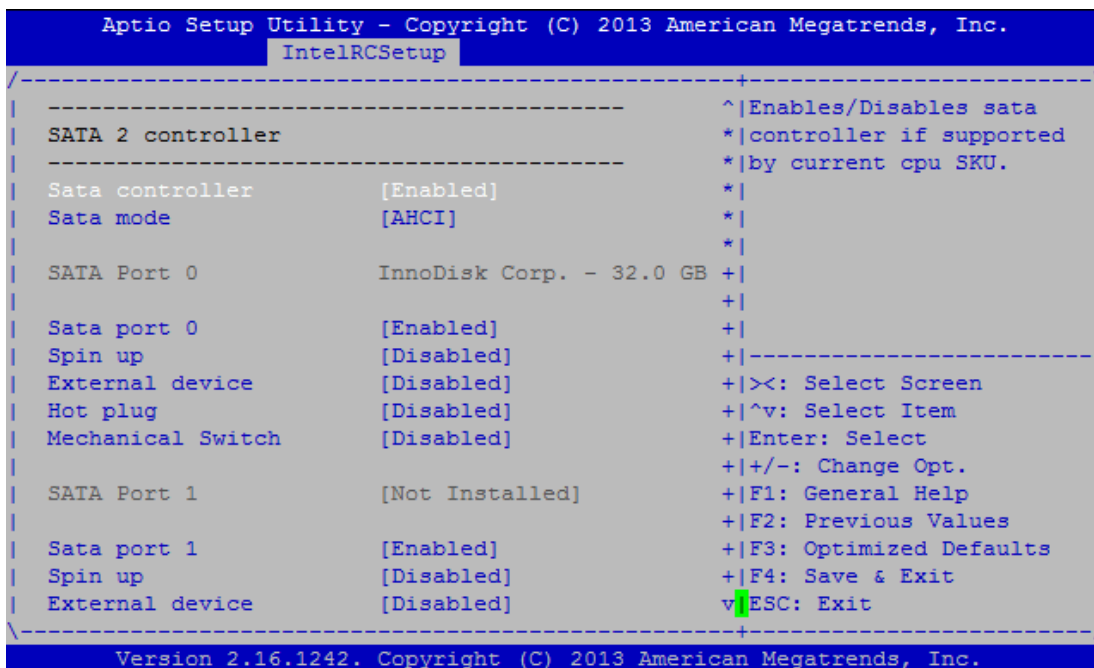 Aptio Setup Utility - Copyright (C) 2013 American Megatrends, Inc.
IntelRCSetup
/----------------------------------------------------+--------------------------
|  ------------------------------------------         ^|Enables/Disables sata
|  SATA 2 controller                                  *|controller if supported
|  ------------------------------------------         *|by current cpu SKU.
|  Sata controller         [Enabled]                  *|
|  Sata mode               [AHCI]                     *|
|                                                     *|
|  SATA Port 0             InnoDisk Corp. - 32.0 GB   +|
|                                                     +|
|  Sata port 0             [Enabled]                  +|
|  Spin up                 [Disabled]                 +|--------------------------
|  External device         [Disabled]                 +|><: Select Screen
|  Hot plug                [Disabled]                 +|^v: Select Item
|  Mechanical Switch       [Disabled]                 +|Enter: Select
|                                                     +|+/-: Change Opt.
|  SATA Port 1             [Not Installed]            +|F1: General Help
|                                                     +|F2: Previous Values
|  Sata port 1             [Enabled]                  +|F3: Optimized Defaults
|  Spin up                 [Disabled]                 +|F4: Save & Exit
|  External device         [Disabled]                 v|ESC: Exit
\----------------------------------------------------+--------------------------
Version 2.16.1242. Copyright (C) 2013 American Megatrends, Inc.